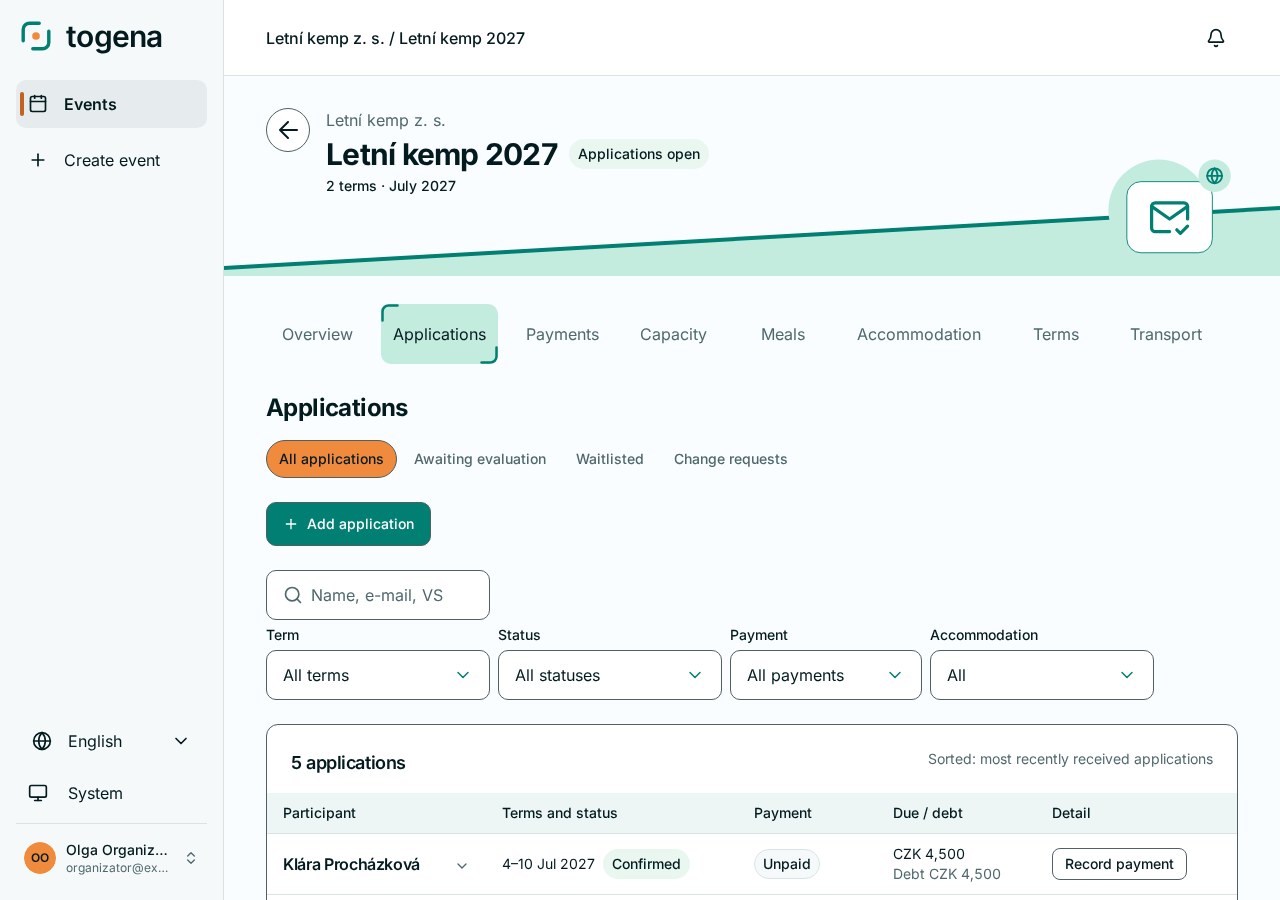 togena
Letní kemp z. s. / Letní kemp 2027
Events
Create event
Letní kemp z. s.
Letní kemp 2027 Applications open
2 terms · July 2027
Overview Applications Payments Capacity Meals Accommodation Terms Transport
Applications
All applications Awaiting evaluation Waitlisted Change requests
Add application
Name, e-mail, VS
Term Status Payment Accommodation
All terms All statuses All payments All
5 applications Sorted: most recently received applications
Participant Terms and status Payment Due / debt Detail
Klára Procházková 4–10 Jul 2027 Confirmed Unpaid CZK 4,500 Record payment
Debt CZK 4,500
English
System
OO Olga Organiz...
organizator@ex...